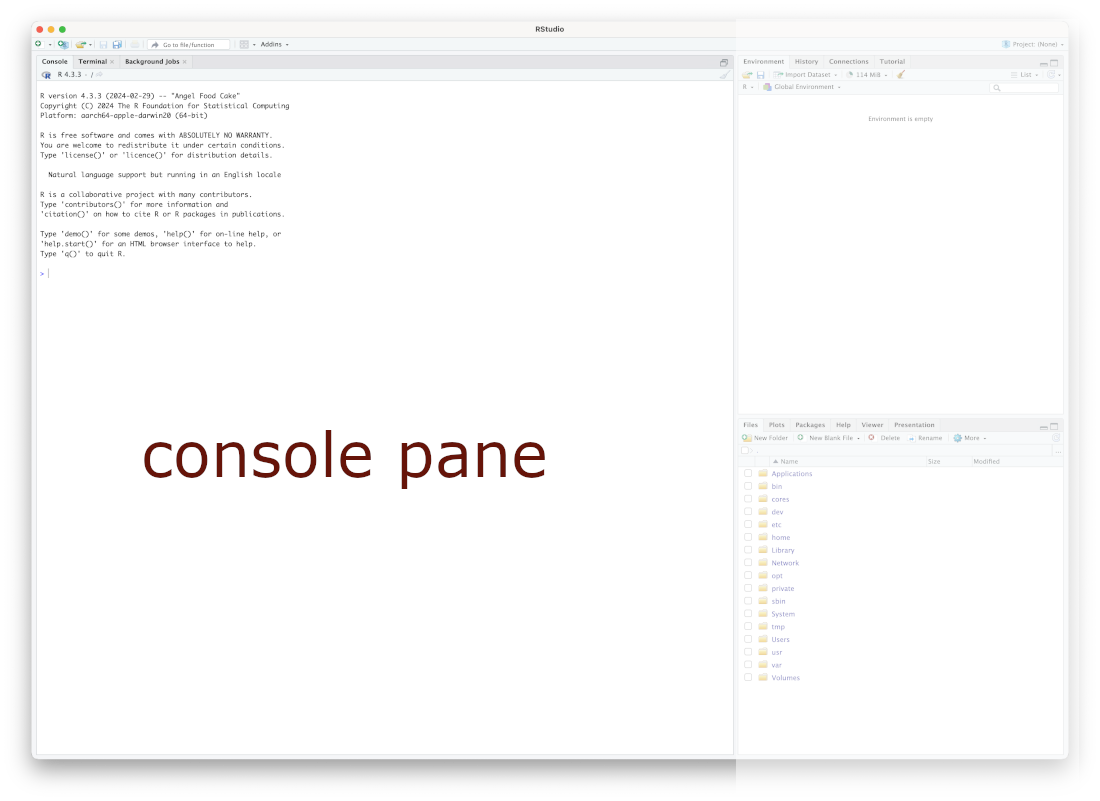 RStudio
Go to file/function
Addins
Project: (None)
Console Terminal Background Jobs
R 4.3.3 · /
R version 4.3.3 (2024-02-29) -- "Angel Food Cake"
Copyright (C) 2024 The R Foundation for Statistical Computing
Platform: aarch64-apple-darwin20 (64-bit)
R is free software and comes with ABSOLUTELY NO WARRANTY.
You are welcome to redistribute it under certain conditions.
Type 'license()' or 'licence()' for distribution details.
Natural language support but running in an English locale
R is a collaborative project with many contributors.
Type 'contributors()' for more information and
'citation()' on how to cite R or R packages in publications.
Type 'demo()' for some demos, 'help()' for on-line help, or
'help.start()' for an HTML browser interface to help.
Type 'q()' to quit R.
>
console pane
Environment History Connections Tutorial
Import Dataset 114 MiB List
R Global Environment
Environment is empty
Files Plots Packages Help Viewer Presentation
New Folder New Blank File Delete Rename More
...
Name Size Modified
Applications
bin
cores
dev
etc
home
Library
Network
opt
private
sbin
System
tmp
Users
usr
var
Volumes